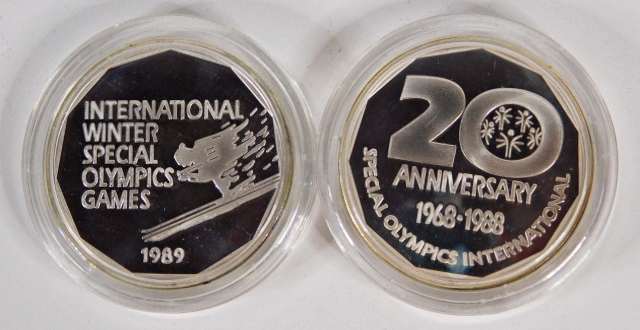 INTERNATIONAL
WINTER
SPECIAL
OLYMPICS
GAMES
1989
20
ANNIVERSARY
1968·1988
SPECIAL OLYMPICS INTERNATIONAL